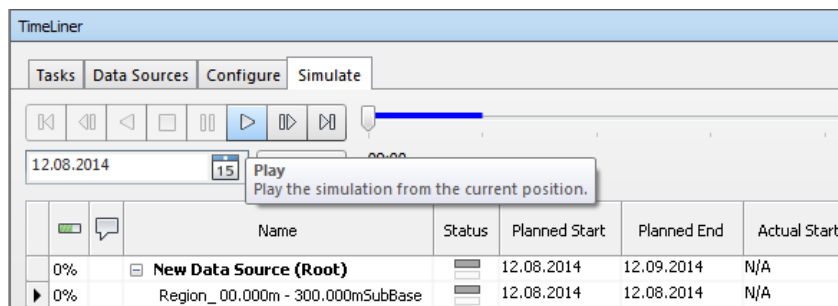 TimeLiner
Tasks Data Sources Configure Simulate
12.08.2014 15
Play
Play the simulation from the current position.
Name Status Planned Start Planned End Actual Start
0% New Data Source (Root) 12.08.2014 12.09.2014 N/A
0% Region_ 00.000m - 300.000mSubBase 12.08.2014 12.08.2014 N/A